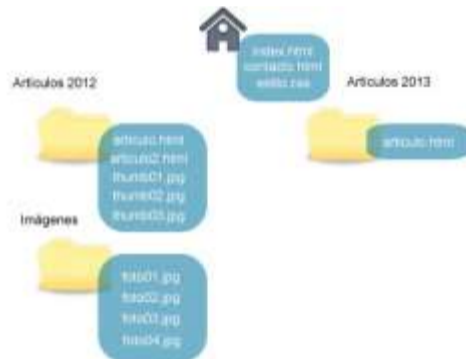 index.html
contacto.html
estilo.css
Articulos 2012
Articulos 2013
articulo.html
articulo2.html
thumb01.jpg
thumb02.jpg
thumb03.jpg
articulo.html
Imágenes
foto01.jpg
foto02.jpg
foto03.jpg
foto04.jpg